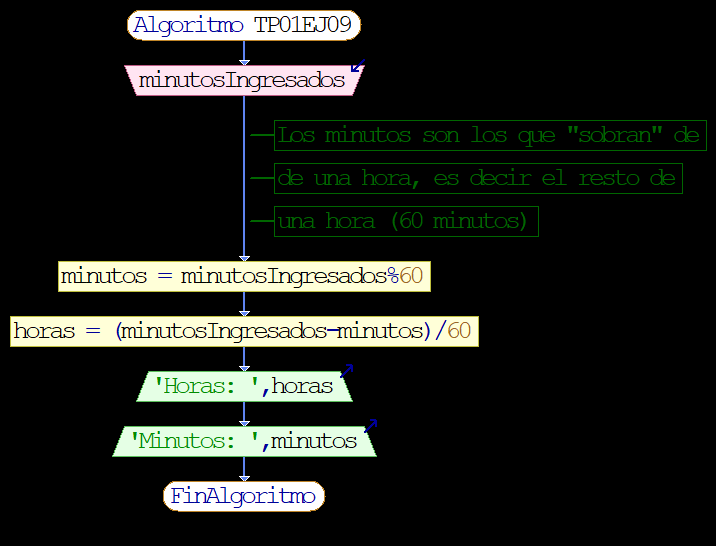 Algoritmo TP01EJ09
minutosIngresados
Los minutos son los que "sobran" de
de una hora, es decir el resto de
una hora (60 minutos)
minutos = minutosIngresados%60
horas = (minutosIngresados-minutos)/60
'Horas: ',horas
'Minutos: ',minutos
FinAlgoritmo